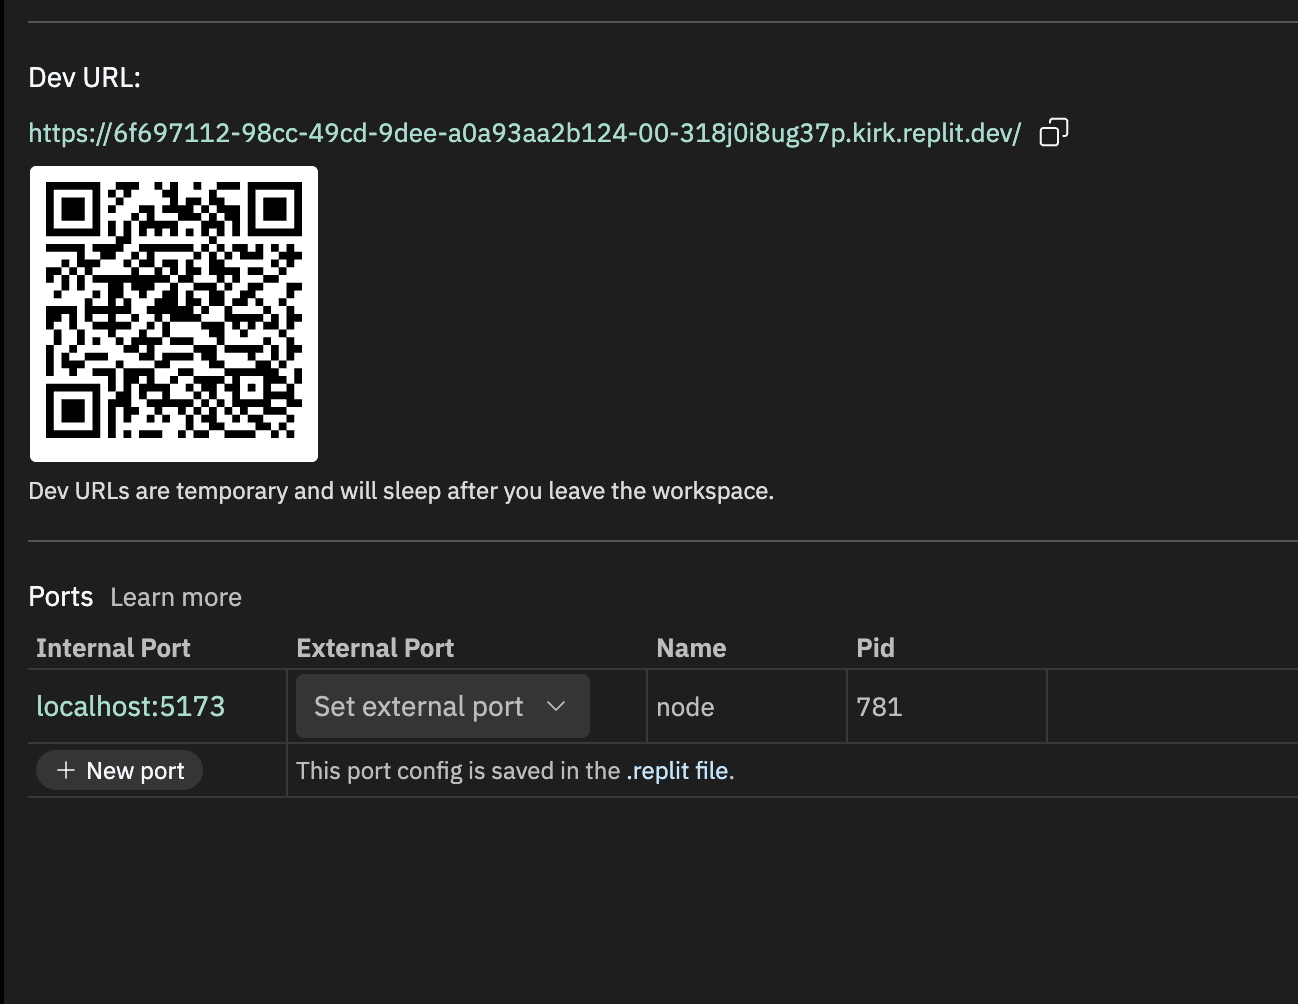 Dev URL:
https://6f697112-98cc-49cd-9dee-a0a93aa2b124-00-318j0i8ug37p.kirk.replit.dev/
Dev URLs are temporary and will sleep after you leave the workspace.
Ports Learn more
Internal Port External Port Name Pid
localhost:5173 Set external port node 781
+ New port This port config is saved in the .replit file.